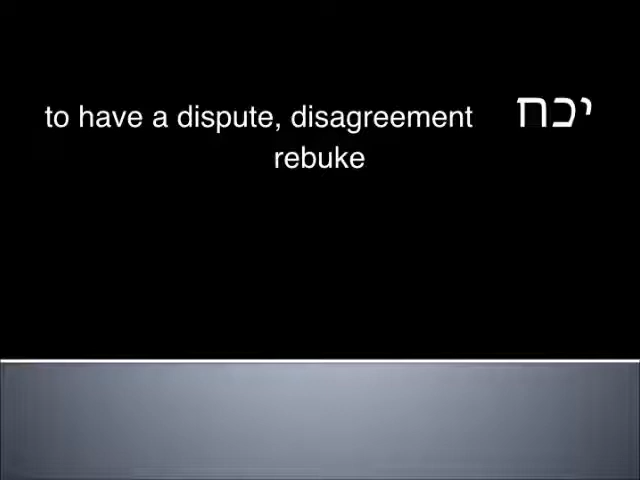 to have a dispute, disagreement יכח
rebuke